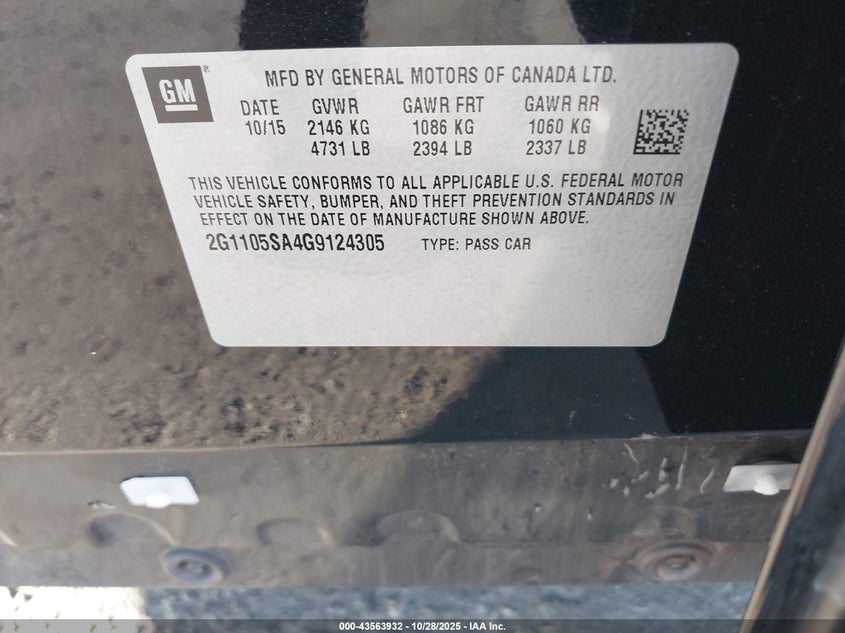 GM ®
MFD BY GENERAL MOTORS OF CANADA LTD.
DATE GVWR GAWR FRT GAWR RR
10/15 2146 KG 1086 KG 1060 KG
4731 LB 2394 LB 2337 LB
THIS VEHICLE CONFORMS TO ALL APPLICABLE U.S. FEDERAL MOTOR
VEHICLE SAFETY, BUMPER, AND THEFT PREVENTION STANDARDS IN
EFFECT ON THE DATE OF MANUFACTURE SHOWN ABOVE.
2G1105SA4G9124305 TYPE: PASS CAR
000-43563932 - 10/28/2025 - IAA Inc.